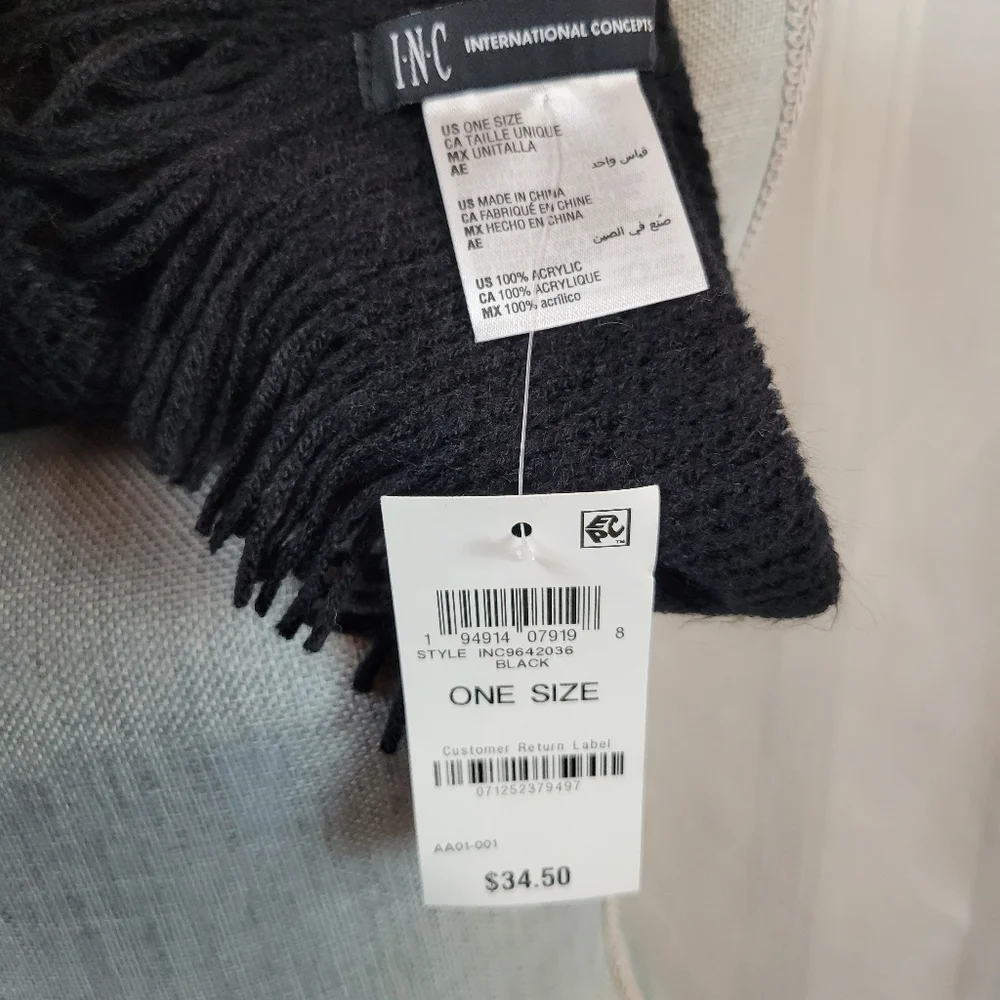 I·N·C INTERNATIONAL CONCEPTS
US ONE SIZE
CA TAILLE UNIQUE
MX UNITALLA
AE قياس واحد
US MADE IN CHINA
CA FABRIQUÉ EN CHINE
MX HECHO EN CHINA
AE صنع في الصين
US 100% ACRYLIC
CA 100% ACRYLIQUE
MX 100% acrílico
EPC™
1 94914 07919 8
STYLE INC9642036
BLACK
ONE SIZE
Customer Return Label
071252379497
AA01-001
$34.50